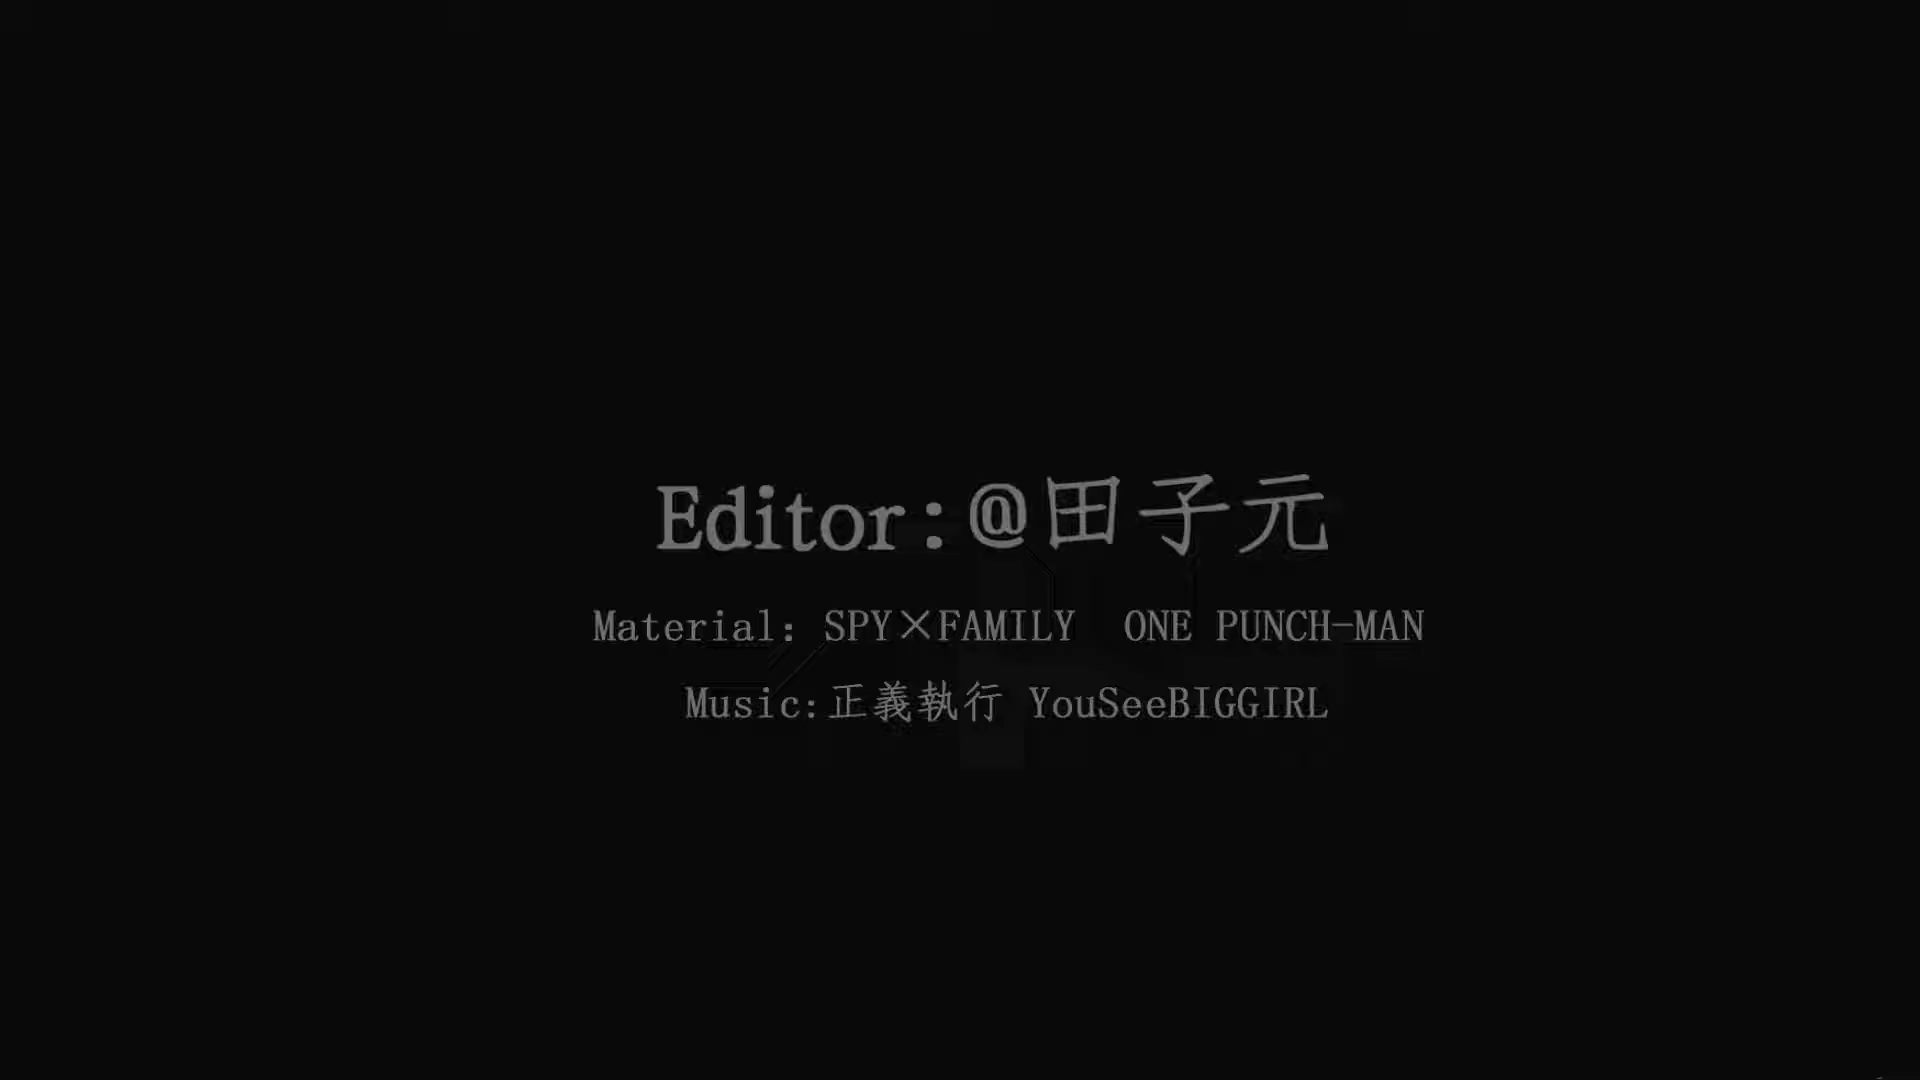 Editor:@田子元
Material: SPY×FAMILY ONE PUNCH-MAN
Music:正義執行 YouSeeBIGGIRL